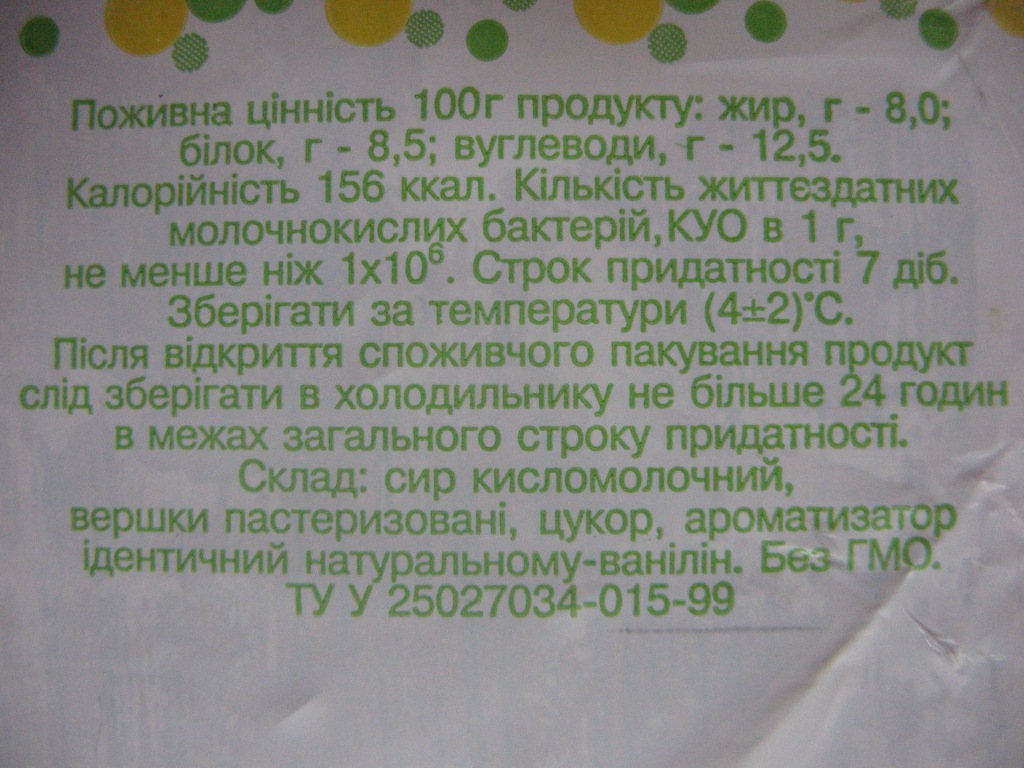 Поживна цінність 100г продукту: жир, г - 8,0;
білок, г - 8,5; вуглеводи, г - 12,5.
Калорійність 156 ккал. Кількість життєздатних
молочнокислих бактерій,КУО в 1 г,
не менше ніж 1х10⁶. Строк придатності 7 діб.
Зберігати за температури (4±2)°С.
Після відкриття споживчого пакування продукт
слід зберігати в холодильнику не більше 24 годин
в межах загального строку придатності.
Склад: сир кисломолочний,
вершки пастеризовані, цукор, ароматизатор
ідентичний натуральному-ванілін. Без ГМО.
ТУ У 25027034-015-99